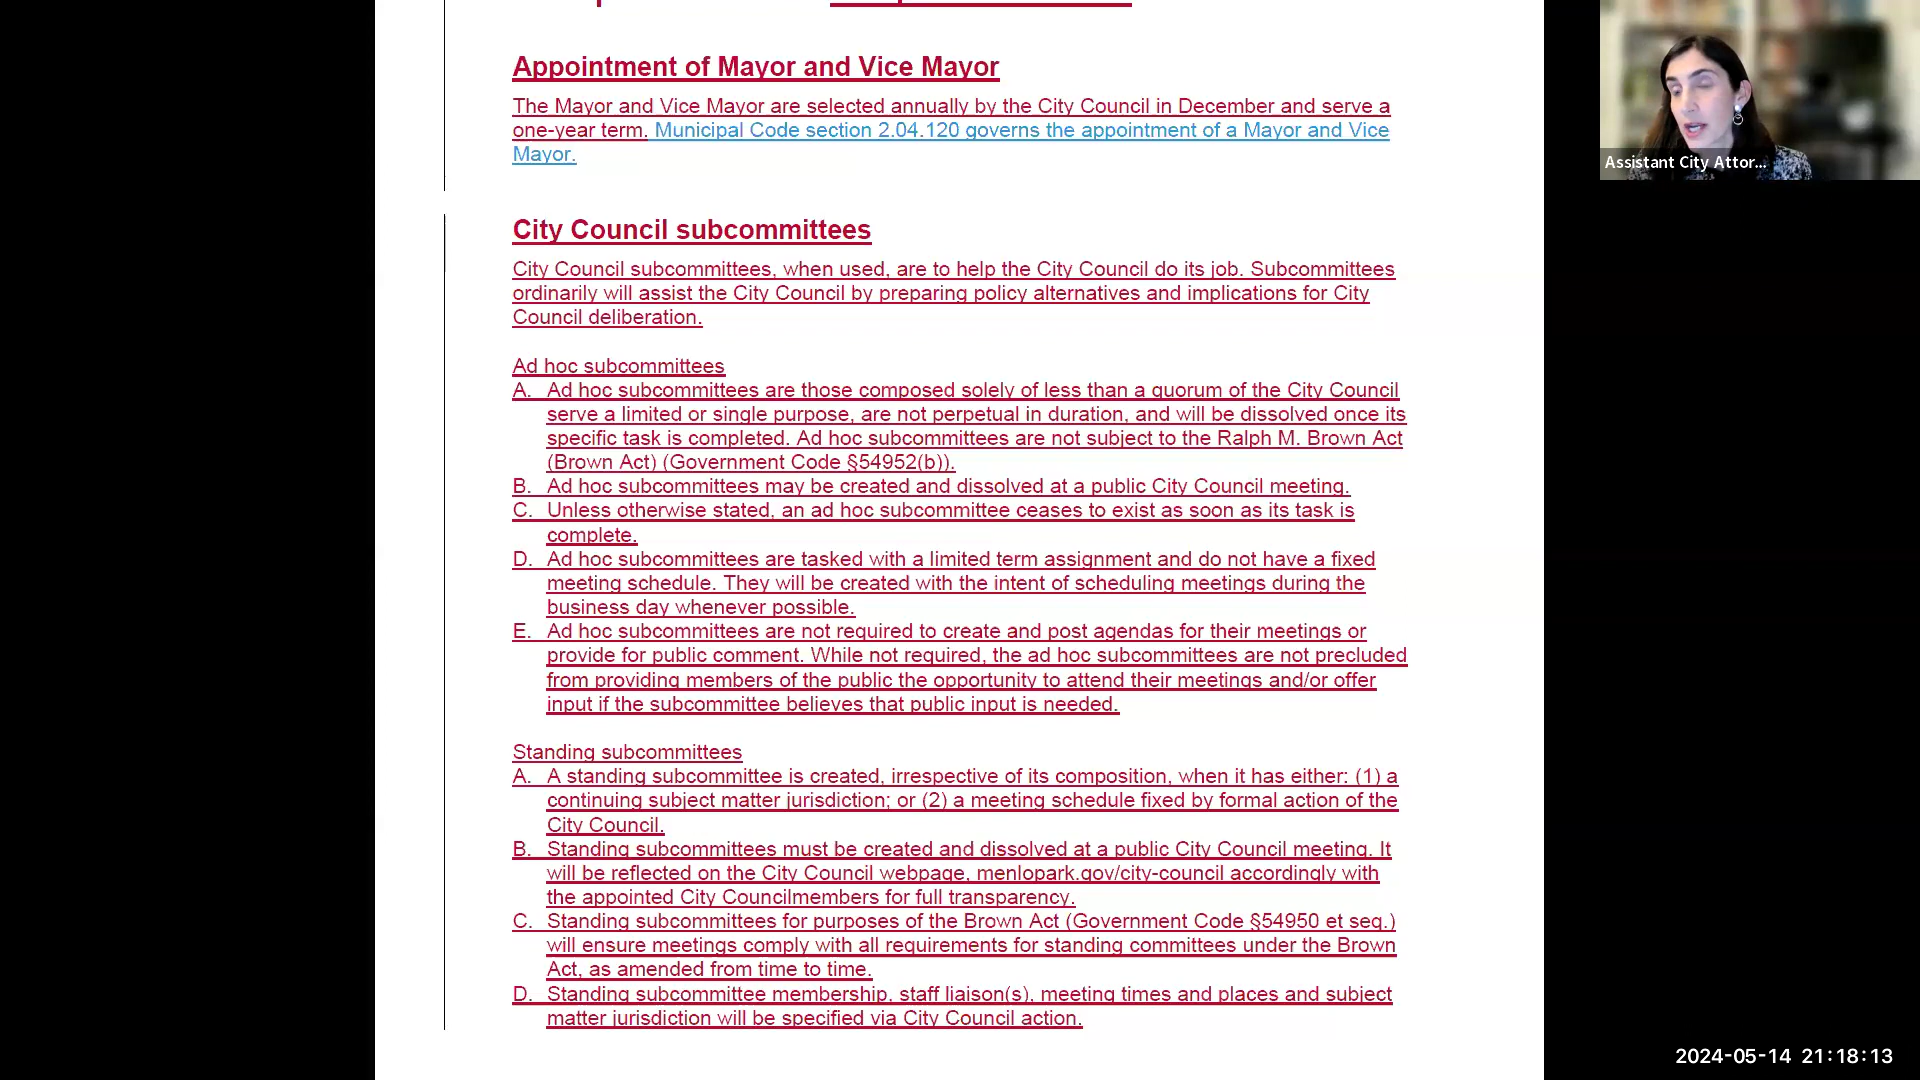 Appointment of Mayor and Vice Mayor
The Mayor and Vice Mayor are selected annually by the City Council in December and serve a
one-year term. Municipal Code section 2.04.120 governs the appointment of a Mayor and Vice
Mayor.
City Council subcommittees
City Council subcommittees, when used, are to help the City Council do its job. Subcommittees
ordinarily will assist the City Council by preparing policy alternatives and implications for City
Council deliberation.
Ad hoc subcommittees
A. Ad hoc subcommittees are those composed solely of less than a quorum of the City Council
serve a limited or single purpose, are not perpetual in duration, and will be dissolved once its
specific task is completed. Ad hoc subcommittees are not subject to the Ralph M. Brown Act
(Brown Act) (Government Code §54952(b)).
B. Ad hoc subcommittees may be created and dissolved at a public City Council meeting.
C. Unless otherwise stated, an ad hoc subcommittee ceases to exist as soon as its task is
complete.
D. Ad hoc subcommittees are tasked with a limited term assignment and do not have a fixed
meeting schedule. They will be created with the intent of scheduling meetings during the
business day whenever possible.
E. Ad hoc subcommittees are not required to create and post agendas for their meetings or
provide for public comment. While not required, the ad hoc subcommittees are not precluded
from providing members of the public the opportunity to attend their meetings and/or offer
input if the subcommittee believes that public input is needed.
Standing subcommittees
A. A standing subcommittee is created, irrespective of its composition, when it has either: (1) a
continuing subject matter jurisdiction; or (2) a meeting schedule fixed by formal action of the
City Council.
B. Standing subcommittees must be created and dissolved at a public City Council meeting. It
will be reflected on the City Council webpage, menlopark.gov/city-council accordingly with
the appointed City Councilmembers for full transparency.
C. Standing subcommittees for purposes of the Brown Act (Government Code §54950 et seq.)
will ensure meetings comply with all requirements for standing committees under the Brown
Act, as amended from time to time.
D. Standing subcommittee membership, staff liaison(s), meeting times and places and subject
matter jurisdiction will be specified via City Council action.
Assistant City Attor...
2024-05-14 21:18:13